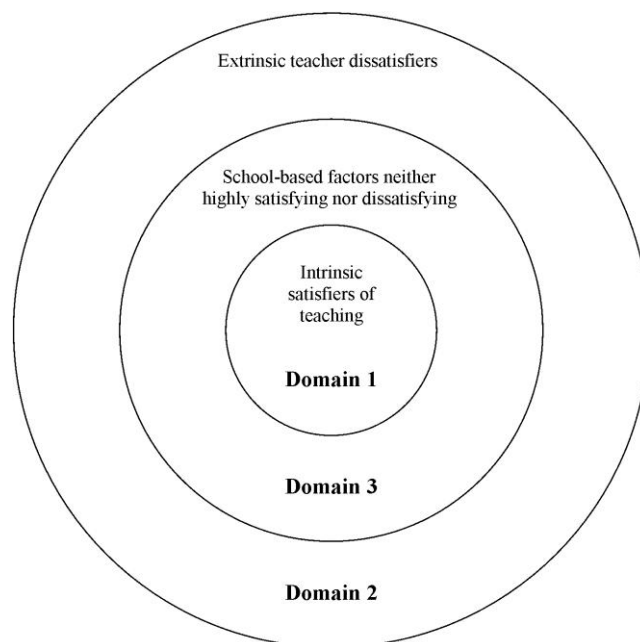 Extrinsic teacher dissatisfiers
School-based factors neither
highly satisfying nor dissatisfying
Intrinsic
satisfiers of
teaching
Domain 1
Domain 3
Domain 2